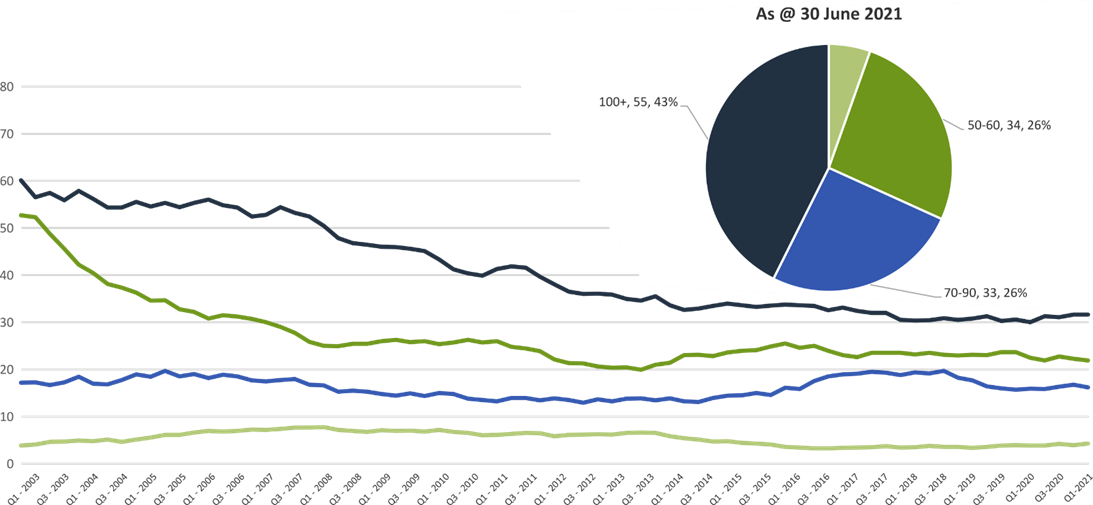 As @ 30 June 2021
100+, 55, 43%
50-60, 34, 26%
70-90, 33, 26%
80
70
60
50
40
30
20
10
0
Q1 - 2003
Q3 - 2003
Q1 - 2004
Q3 - 2004
Q1 - 2005
Q3 - 2005
Q1 - 2006
Q3 - 2006
Q1 - 2007
Q3 - 2007
Q1 - 2008
Q3 - 2008
Q1 - 2009
Q3 - 2009
Q1 - 2010
Q3 - 2010
Q1 - 2011
Q3 - 2011
Q1 - 2012
Q3 - 2012
Q1 - 2013
Q3 - 2013
Q1 - 2014
Q3 - 2014
Q1 - 2015
Q3 - 2015
Q1 - 2016
Q3 - 2016
Q1 - 2017
Q3 - 2017
Q1 - 2018
Q3 - 2018
Q1 - 2019
Q3 - 2019
Q1 - 2020
Q3-2020
Q1-2021